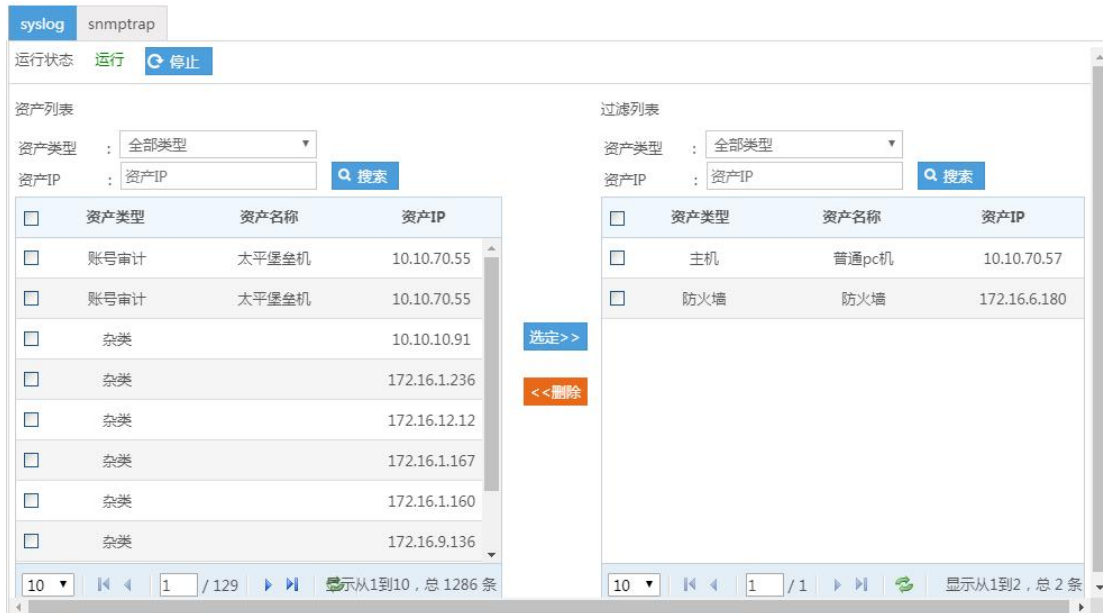 syslog snmptrap
运行状态 运行 停止
资产列表
资产类型 : 全部类型
资产IP : 资产IP 搜索
资产类型 资产名称 资产IP
账号审计 太平堡垒机 10.10.70.55
账号审计 太平堡垒机 10.10.70.55
杂类 10.10.10.91
杂类 172.16.1.236
杂类 172.16.12.12
杂类 172.16.1.167
杂类 172.16.1.160
杂类 172.16.9.136
10 1 / 129 显示从1到10，总 1286 条
选定>>
<<删除
过滤列表
资产类型 : 全部类型
资产IP : 资产IP 搜索
资产类型 资产名称 资产IP
主机 普通pc机 10.10.70.57
防火墙 防火墙 172.16.6.180
10 1 / 1 显示从1到2，总 2 条